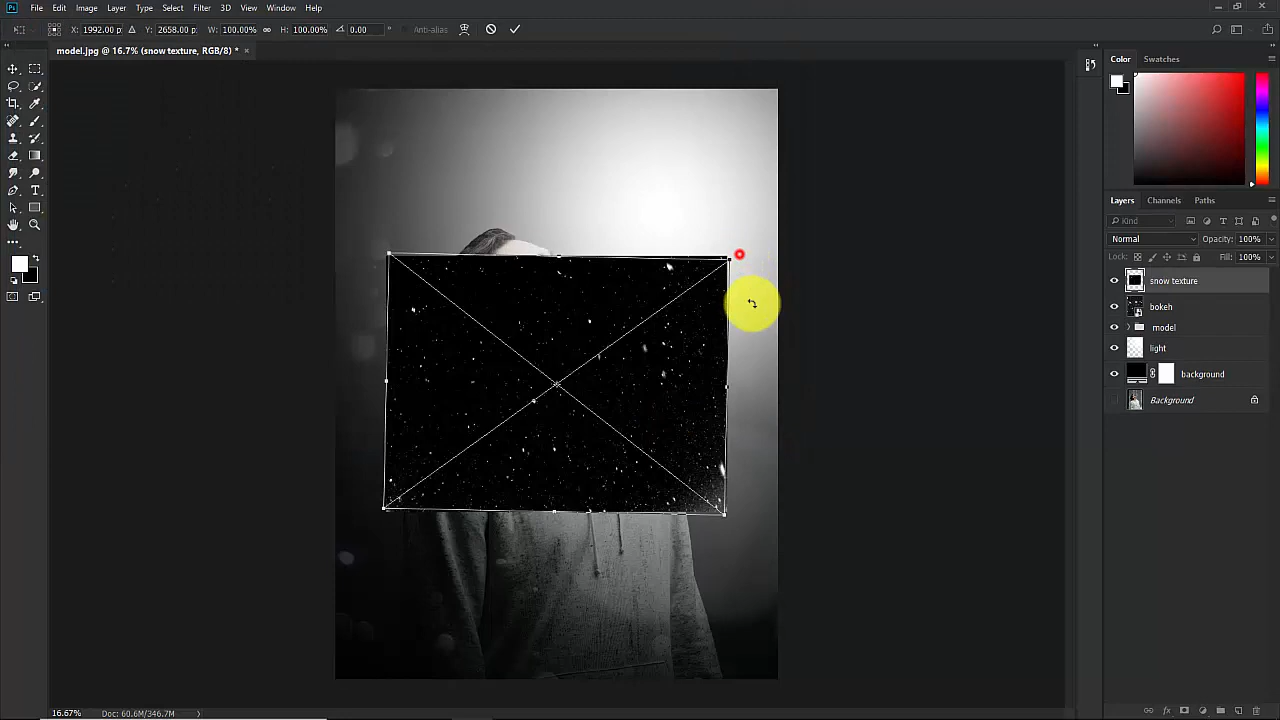 Ps File Edit Image Layer Type Select Filter 3D View Window Help
X: 1992.00 p Y: 2658.00 p W: 100.00% H: 100.00% 0.00 ° Anti-alias
model.jpg @ 16.7% (snow texture, RGB/8) * ×
Color Swatches
Layers Channels Paths
Kind
Normal Opacity: 100%
Lock: Fill: 100%
snow texture
bokeh
model
light
background
Background
16.67% Doc: 60.6M/346.7M